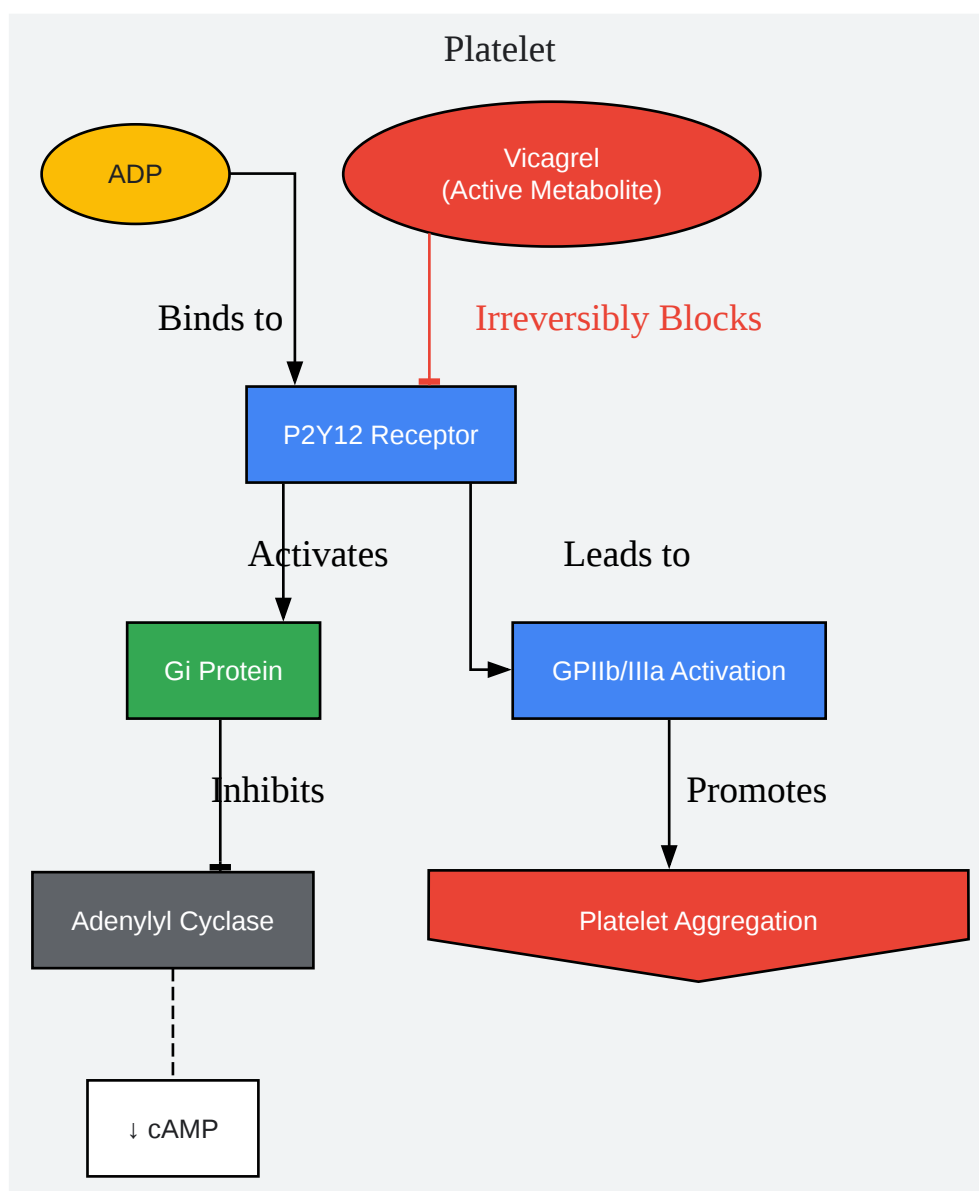 Platelet
ADP
Vicagrel
(Active Metabolite)
Binds to
Irreversibly Blocks
P2Y12 Receptor
Activates
Leads to
Gi Protein
GPIIb/IIIa Activation
Inhibits
Promotes
Adenylyl Cyclase
Platelet Aggregation
↓ cAMP